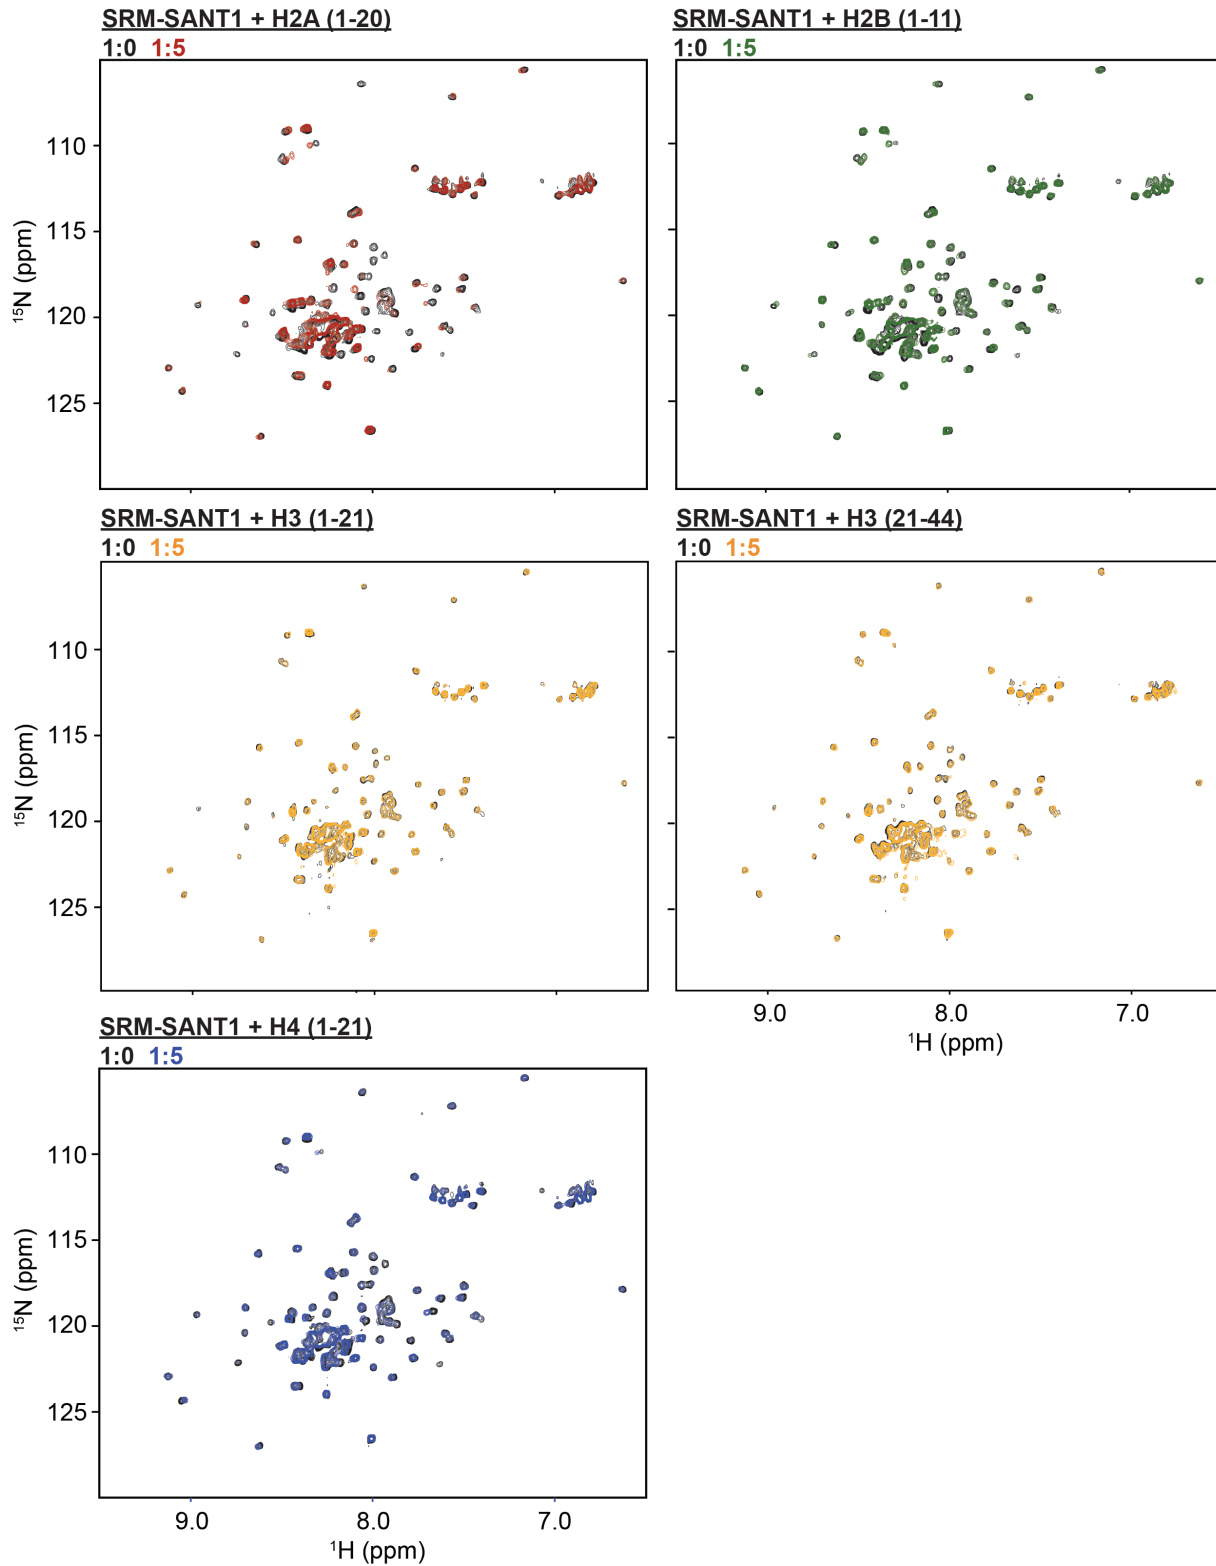 SRM-SANT1 + H2A (1-20)
1:0 1:5
SRM-SANT1 + H2B (1-11)
1:0 1:5
110
115
120
125
¹⁵N (ppm)
SRM-SANT1 + H3 (1-21)
1:0 1:5
SRM-SANT1 + H3 (21-44)
1:0 1:5
110
115
120
125
¹⁵N (ppm)
9.0 8.0 7.0
¹H (ppm)
SRM-SANT1 + H4 (1-21)
1:0 1:5
110
115
120
125
¹⁵N (ppm)
9.0 8.0 7.0
¹H (ppm)